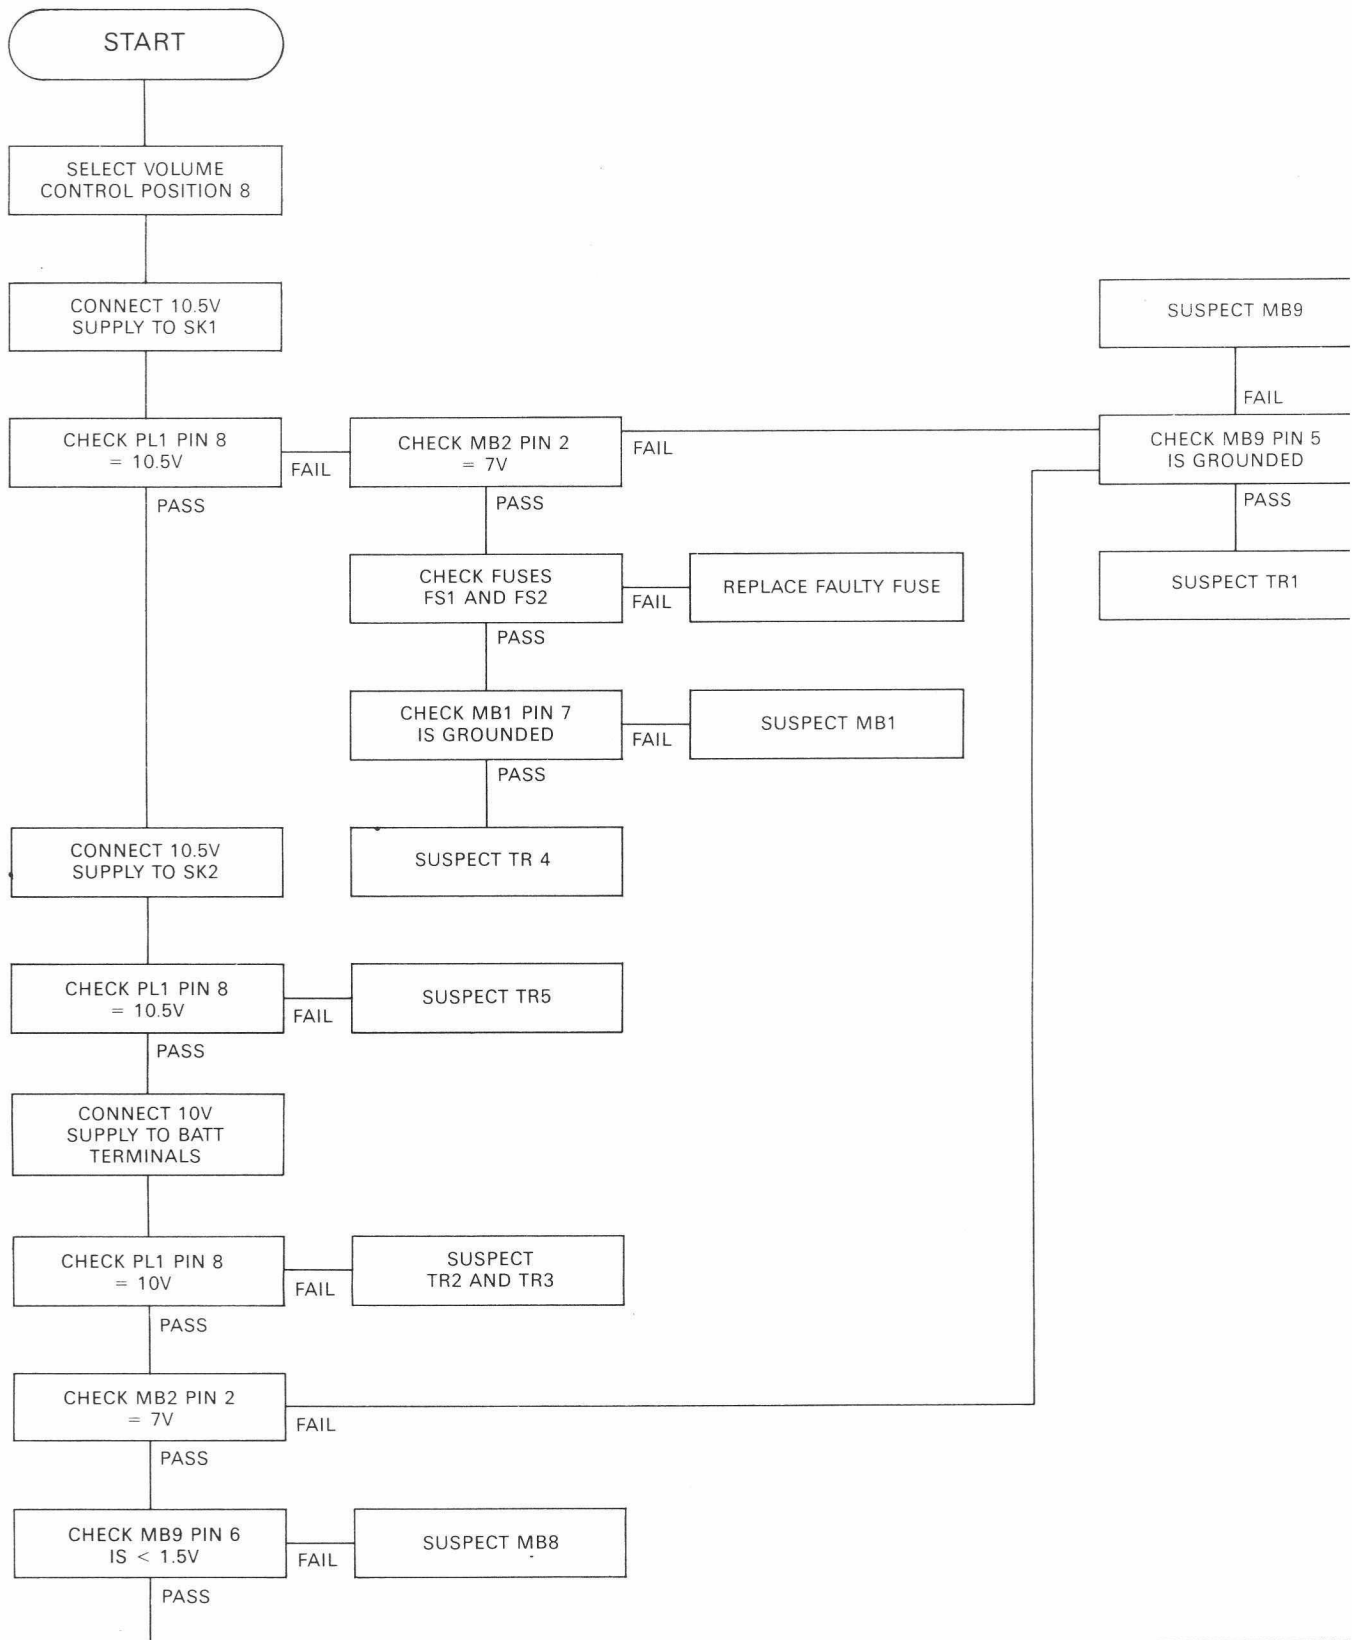 START
SELECT VOLUME
CONTROL POSITION 8
CONNECT 10.5V
SUPPLY TO SK1
SUSPECT MB9
FAIL
CHECK PL1 PIN 8
= 10.5V
FAIL
PASS
CHECK MB2 PIN 2
= 7V
FAIL
PASS
CHECK MB9 PIN 5
IS GROUNDED
PASS
SUSPECT TR1
CHECK FUSES
FS1 AND FS2
FAIL
PASS
REPLACE FAULTY FUSE
CHECK MB1 PIN 7
IS GROUNDED
FAIL
PASS
SUSPECT MB1
SUSPECT TR 4
CONNECT 10.5V
SUPPLY TO SK2
CHECK PL1 PIN 8
= 10.5V
FAIL
PASS
SUSPECT TR5
CONNECT 10V
SUPPLY TO BATT
TERMINALS
CHECK PL1 PIN 8
= 10V
FAIL
PASS
SUSPECT
TR2 AND TR3
CHECK MB2 PIN 2
= 7V
FAIL
PASS
CHECK MB9 PIN 6
IS < 1.5V
FAIL
PASS
SUSPECT MB8